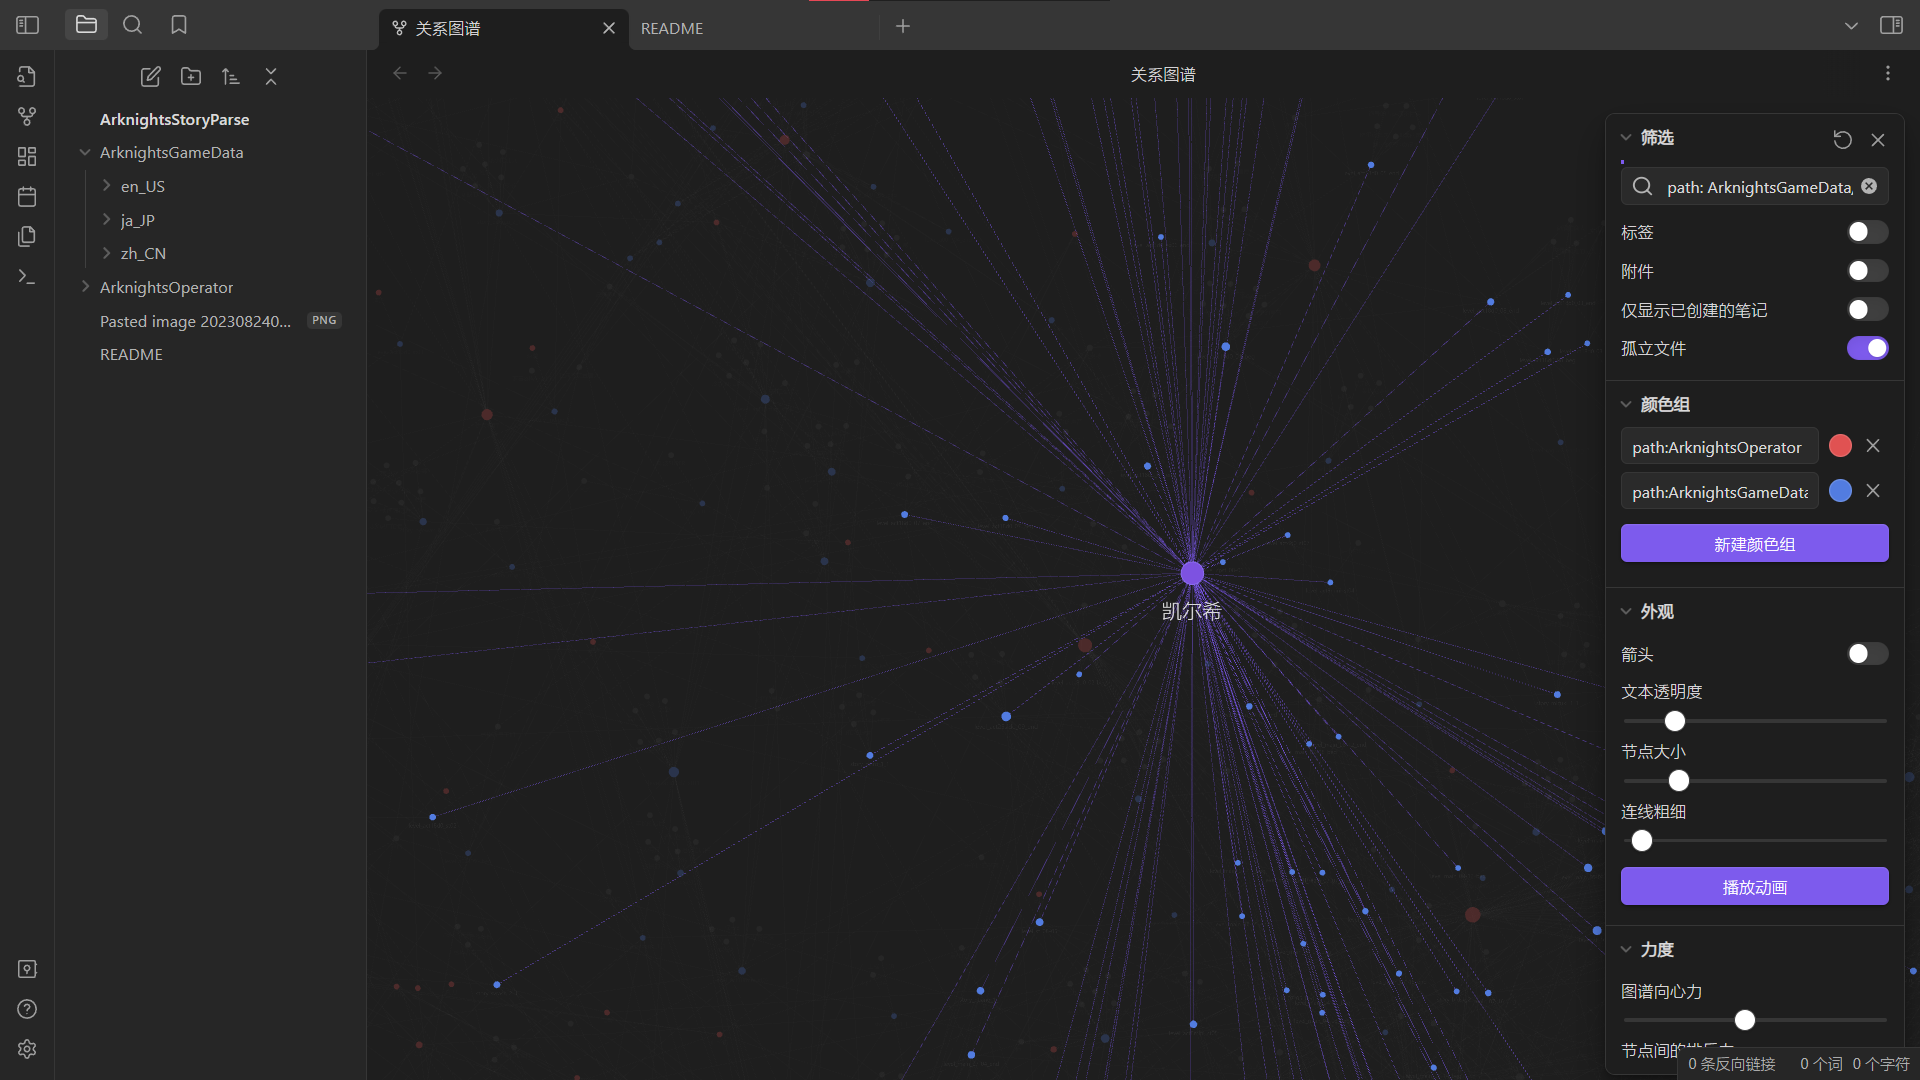 关系图谱
README
关系图谱
ArknightsStoryParse
ArknightsGameData
en_US
ja_JP
zh_CN
ArknightsOperator
Pasted image 202308240...
PNG
README
凯尔希
筛选
path: ArknightsGameData
标签
附件
仅显示已创建的笔记
孤立文件
颜色组
path:ArknightsOperator
path:ArknightsGameData
新建颜色组
外观
箭头
文本透明度
节点大小
连线粗细
播放动画
力度
图谱向心力
节点间的排斥力
0 条反向链接
0 个词
0 个字符